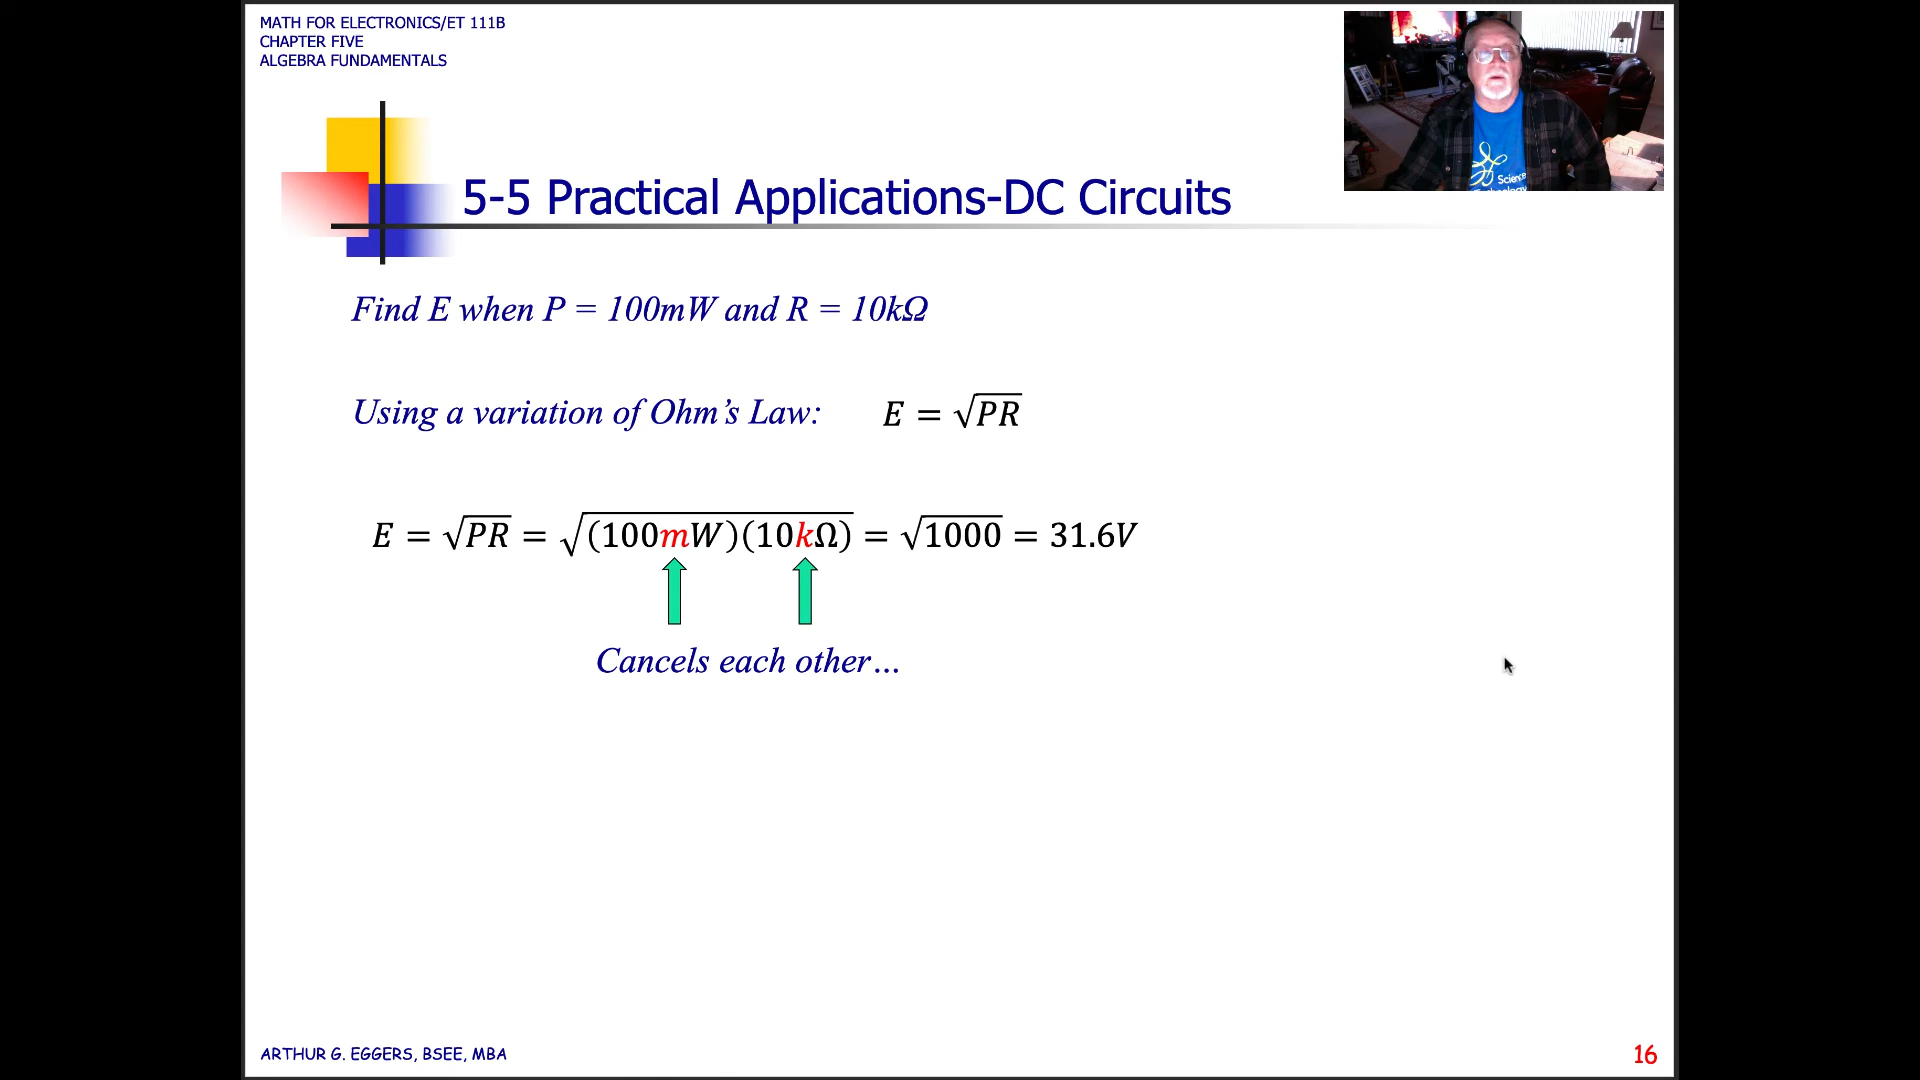 MATH FOR ELECTRONICS/ET 111B
CHAPTER FIVE
ALGEBRA FUNDAMENTALS
5-5 Practical Applications-DC Circuits
Science
Technology
Find E when P = 100mW and R = 10kΩ
Using a variation of Ohm’s Law: E = √PR
E = √PR = √(100mW)(10kΩ) = √1000 = 31.6V
Cancels each other…
ARTHUR G. EGGERS, BSEE, MBA
16